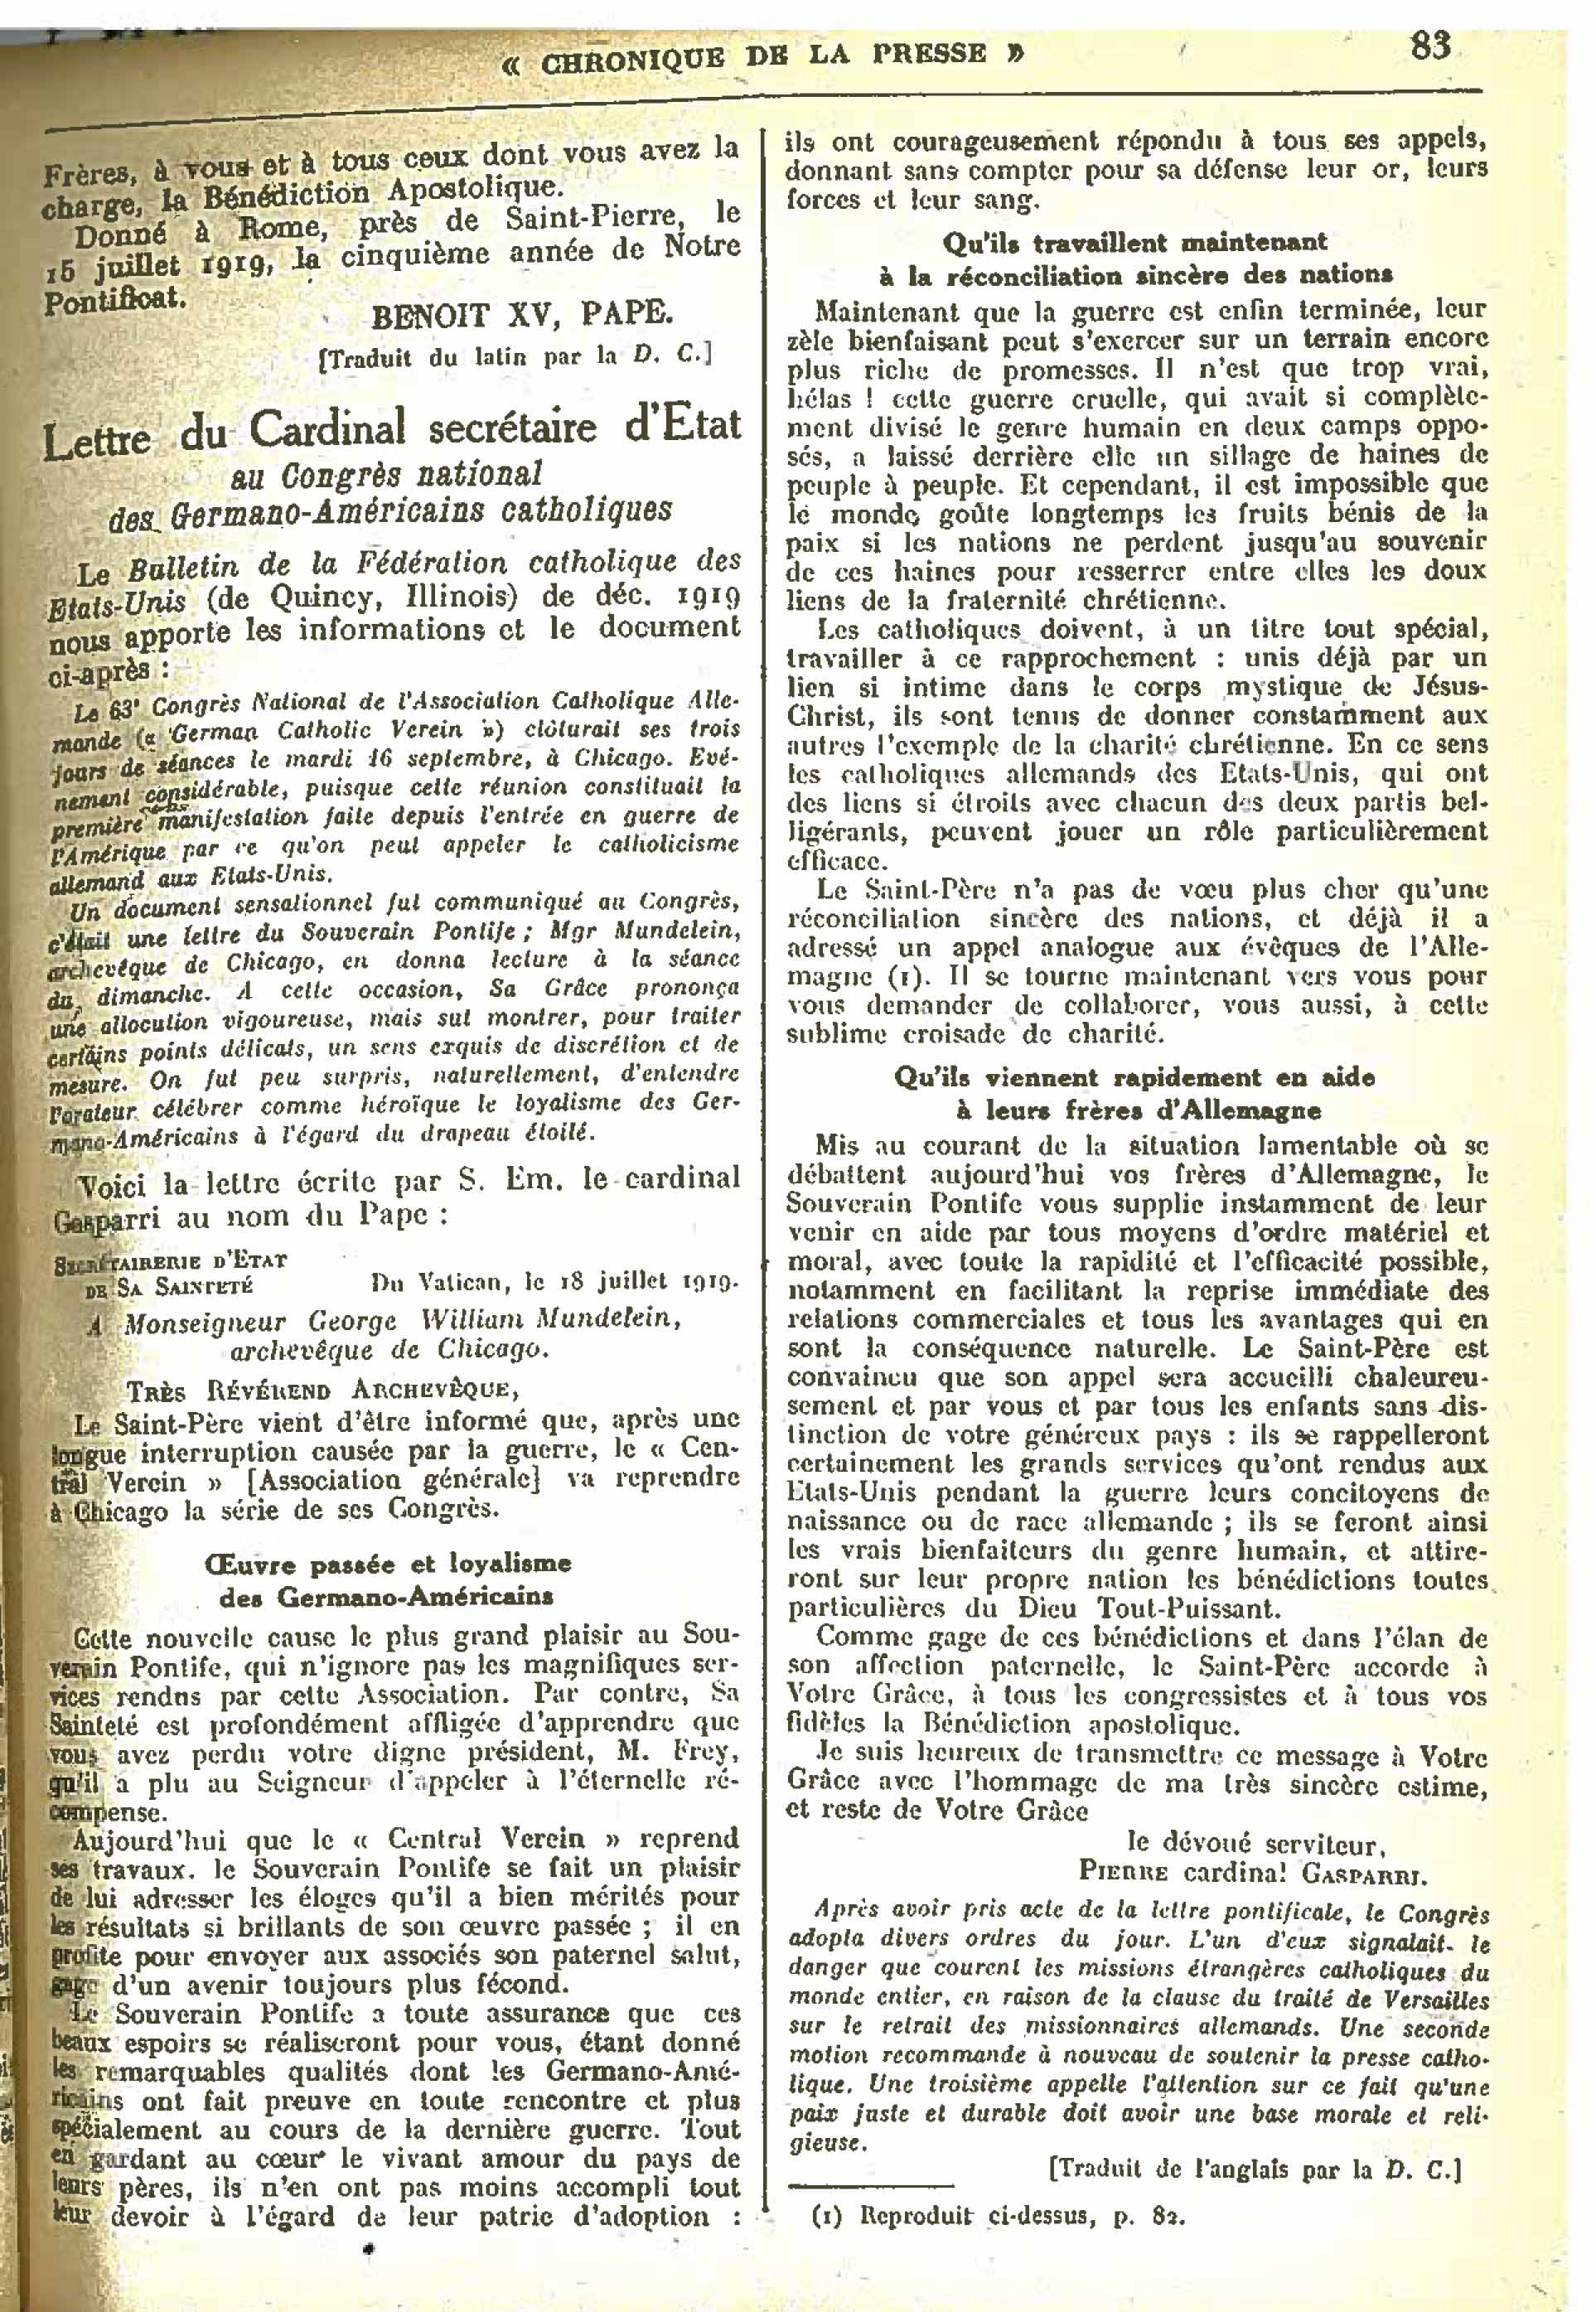 « CHRONIQUE DE LA PRESSE »
83
Frères, à vous et à tous ceux dont vous avez la
charge, la Bénédiction Apostolique.
Donné à Rome, près de Saint-Pierre, le
15 juillet 1919, la cinquième année de Notre
Pontificat.
BENOIT XV, PAPE.
[Traduit du latin par la D. C.]
Lettre du Cardinal secrétaire d'Etat
au Congrès national
des Germano-Américains catholiques
Le Bulletin de la Fédération catholique des
Etats-Unis (de Quincy, Illinois) de déc. 1919
nous apporte les informations et le document
ci-après :
Le 63e Congrès National de l'Association Catholique Alle-
mande (« German Catholic Verein ») clôturait ses trois
jours de séances le mardi 16 septembre, à Chicago. Evé-
nement considérable, puisque cette réunion constituait la
première manifestation faite depuis l'entrée en guerre de
l'Amérique par ce qu'on peut appeler le catholicisme
allemand aux Etats-Unis.
Un document sensationnel fut communiqué au Congrès,
c'était une lettre du Souverain Pontife ; Mgr Mundelein,
archevêque de Chicago, en donna lecture à la séance
du dimanche. A cette occasion, Sa Grâce prononça
une allocution vigoureuse, mais sut montrer, pour traiter
certains points délicats, un sens exquis de discrétion et de
mesure. On fut peu surpris, naturellement, d'entendre
l'orateur célébrer comme héroïque le loyalisme des Ger-
mano-Américains à l'égard du drapeau étoilé.
Voici la lettre écrite par S. Em. le cardinal
Gasparri au nom du Pape :
SECRÉTAIRERIE D'ETAT
DE SA SAINTETÉ Du Vatican, le 18 juillet 1919.
A Monseigneur George William Mundelein,
archevêque de Chicago.
TRÈS RÉVÉREND ARCHEVÊQUE,
Le Saint-Père vient d'être informé que, après une
longue interruption causée par la guerre, le « Cen-
tral Verein » [Association générale] va reprendre
à Chicago la série de ses Congrès.
Œuvre passée et loyalisme
des Germano-Américains
Cette nouvelle cause le plus grand plaisir au Sou-
verain Pontife, qui n'ignore pas les magnifiques ser-
vices rendus par cette Association. Par contre, Sa
Sainteté est profondément affligée d'apprendre que
vous avez perdu votre digne président, M. Frey,
qu'il a plu au Seigneur d'appeler à l'éternelle ré-
compense.
Aujourd'hui que le « Central Verein » reprend
ses travaux. le Souverain Pontife se fait un plaisir
de lui adresser les éloges qu'il a bien mérités pour
les résultats si brillants de son œuvre passée ; il en
profite pour envoyer aux associés son paternel salut,
gage d'un avenir toujours plus fécond.
Le Souverain Pontife a toute assurance que ces
beaux espoirs se réaliseront pour vous, étant donné
les remarquables qualités dont les Germano-Amé-
ricains ont fait preuve en toute rencontre et plus
spécialement au cours de la dernière guerre. Tout
en gardant au cœur le vivant amour du pays de
leurs pères, ils n'en ont pas moins accompli tout
leur devoir à l'égard de leur patrie d'adoption :
ils ont courageusement répondu à tous ses appels,
donnant sans compter pour sa défense leur or, leurs
forces et leur sang.
Qu'ils travaillent maintenant
à la réconciliation sincère des nations
Maintenant que la guerre est enfin terminée, leur
zèle bienfaisant peut s'exercer sur un terrain encore
plus riche de promesses. Il n'est que trop vrai,
hélas ! cette guerre cruelle, qui avait si complète-
ment divisé le genre humain en deux camps oppo-
sés, a laissé derrière elle un sillage de haines de
peuple à peuple. Et cependant, il est impossible que
le monde goûte longtemps les fruits bénis de la
paix si les nations ne perdent jusqu'au souvenir
de ces haines pour resserrer entre elles les doux
liens de la fraternité chrétienne.
Les catholiques doivent, à un titre tout spécial,
travailler à ce rapprochement : unis déjà par un
lien si intime dans le corps mystique de Jésus-
Christ, ils sont tenus de donner constamment aux
autres l'exemple de la charité chrétienne. En ce sens
les catholiques allemands des Etats-Unis, qui ont
des liens si étroits avec chacun des deux partis bel-
ligérants, peuvent jouer un rôle particulièrement
efficace.
Le Saint-Père n'a pas de vœu plus cher qu'une
réconciliation sincère des nations, et déjà il a
adressé un appel analogue aux évêques de l'Alle-
magne (1). Il se tourne maintenant vers vous pour
vous demander de collaborer, vous aussi, à cette
sublime croisade de charité.
Qu'ils viennent rapidement en aide
à leurs frères d'Allemagne
Mis au courant de la situation lamentable où se
débattent aujourd'hui vos frères d'Allemagne, le
Souverain Pontife vous supplie instamment de leur
venir en aide par tous moyens d'ordre matériel et
moral, avec toute la rapidité et l'efficacité possible,
notamment en facilitant la reprise immédiate des
relations commerciales et tous les avantages qui en
sont la conséquence naturelle. Le Saint-Père est
convaincu que son appel sera accueilli chaleureu-
sement et par vous et par tous les enfants sans dis-
tinction de votre généreux pays : ils se rappelleront
certainement les grands services qu'ont rendus aux
Etats-Unis pendant la guerre leurs concitoyens de
naissance ou de race allemande ; ils se feront ainsi
les vrais bienfaiteurs du genre humain, et attire-
ront sur leur propre nation les bénédictions toutes
particulières du Dieu Tout-Puissant.
Comme gage de ces bénédictions et dans l'élan de
son affection paternelle, le Saint-Père accorde à
Votre Grâce, à tous les congressistes et à tous vos
fidèles la Bénédiction apostolique.
Je suis heureux de transmettre ce message à Votre
Grâce avec l'hommage de ma très sincère estime,
et reste de Votre Grâce
le dévoué serviteur,
PIERRE cardinal GASPARRI.
Après avoir pris acte de la lettre pontificale, le Congrès
adopta divers ordres du jour. L'un d'eux signalait le
danger que courent les missions étrangères catholiques du
monde entier, en raison de la clause du traité de Versailles
sur le retrait des missionnaires allemands. Une seconde
motion recommande à nouveau de soutenir la presse catho-
lique. Une troisième appelle l'attention sur ce fait qu'une
paix juste et durable doit avoir une base morale et reli-
gieuse.
[Traduit de l'anglais par la D. C.]
(1) Reproduit ci-dessus, p. 82.